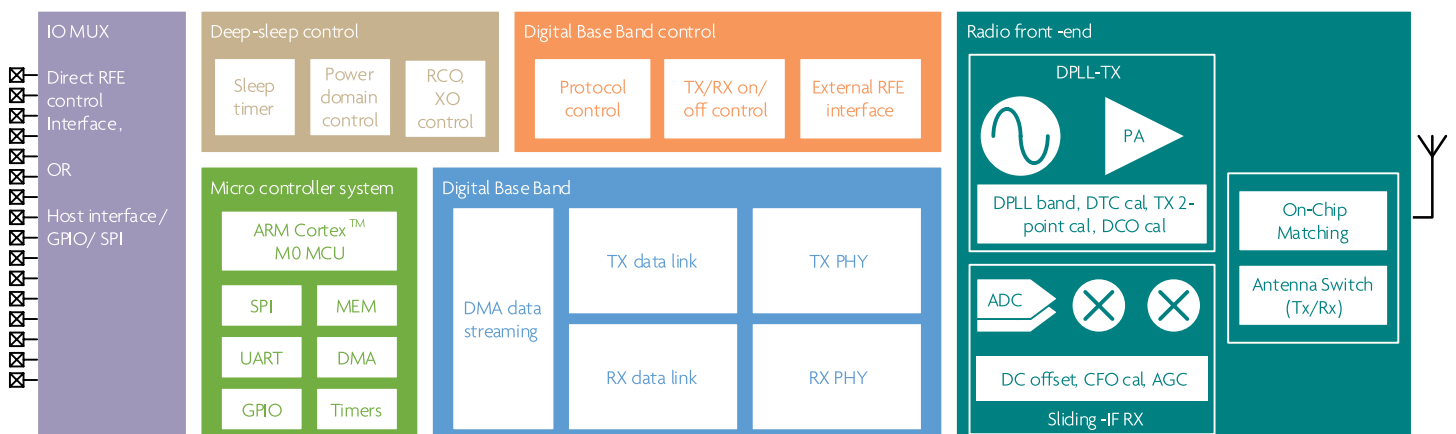 IO MUX
Direct RFE
control
Interface,
OR
Host interface/
GPIO/ SPI
Deep-sleep control
Sleep
timer
Power
domain
control
RCO,
XO
control
Digital Base Band control
Protocol
control
TX/RX on/
off control
External RFE
interface
Micro controller system
ARM Cortex TM
M0 MCU
SPI
MEM
UART
DMA
GPIO
Timers
Digital Base Band
DMA data
streaming
TX data link
TX PHY
RX data link
RX PHY
Radio front -end
DPLL-TX
PA
DPLL band, DTC cal, TX 2-
point cal, DCO cal
ADC
DC offset, CFO cal, AGC
Sliding -IF RX
On-Chip
Matching
Antenna Switch
(Tx/Rx)